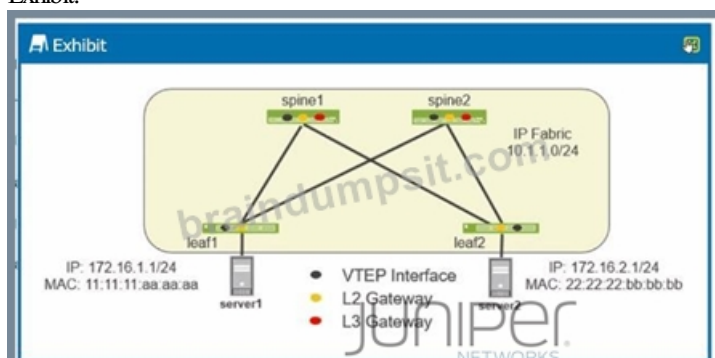 Exhibit
spine1
spine2
IP Fabric
10.1.1.0/24
braindumpsit.com
leaf1
leaf2
IP: 172.16.1.1/24
MAC: 11:11:11:aa:aa:aa
server1
VTEP Interface
L2 Gateway
L3 Gateway
IP: 172.16.2.1/24
MAC: 22:22:22:bb:bb:bb
server2
JUNIPER
NETWORKS